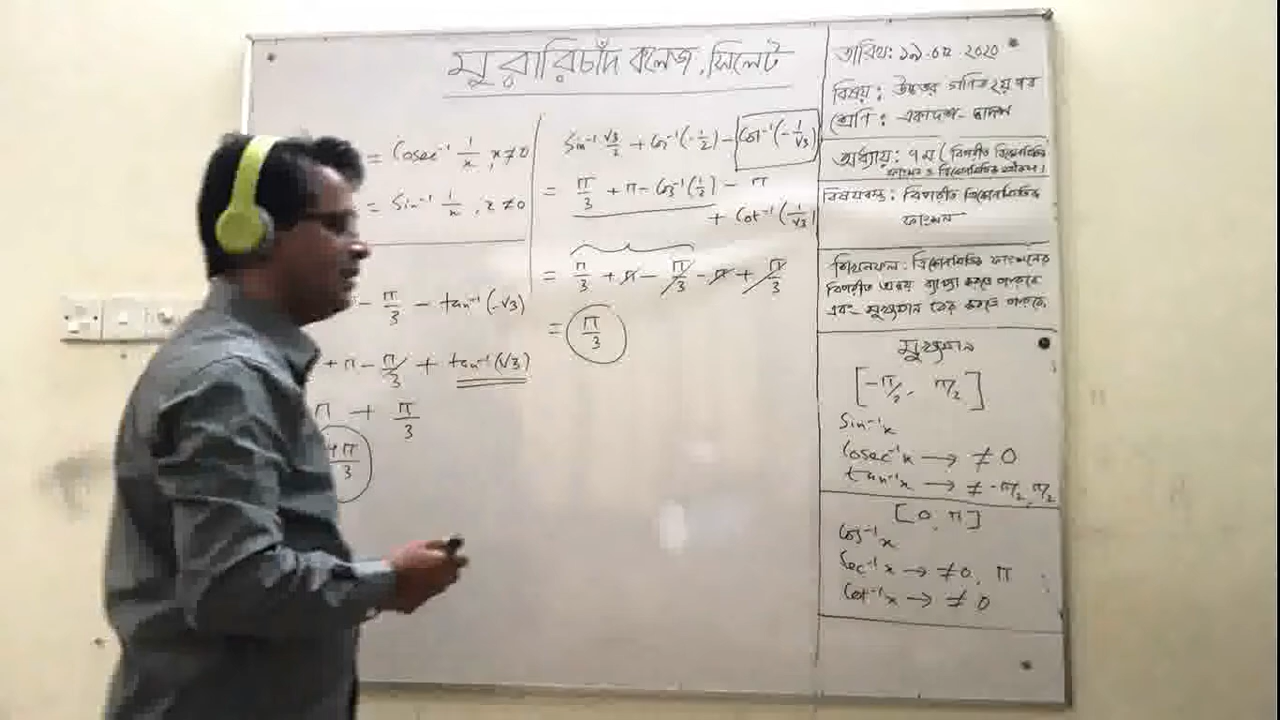 মুরারিচাঁদ কলেজ, সিলেট
= Cosec⁻¹ 1/x, x≠0
= Sin⁻¹ 1/x, x≠0
- π/3 - tan⁻¹(-√3)
+ π - π/3 + tan⁻¹(√3)
π + π/3
4π/3
Sin⁻¹ √3/2 + Cos⁻¹(-1/2) - Cot⁻¹(-1/√3)
= π/3 + π - Cos⁻¹(1/2) - π
+ Cot⁻¹(1/√3)
= π/3 + π - π/3 - π + π/3
= π/3
তারিখ: ১৯-০৫ ২০২০
বিষয়: উচ্চতর গণিত ২য় পত্র
শ্রেণি: একাদশ-দ্বাদশ
অধ্যায়: ৭ম (বিপরীত ত্রিকোণমিতিক
ফাংশন ও ত্রিকোণমিতিক সমীকরণ)
বিষয়বস্তু: বিপরীত ত্রিকোণমিতিক
ফাংশন
শিখনফল: ত্রিকোণমিতিক ফাংশনের
বিপরীত অন্বয় ব্যাখ্যা করতে পারবে
এবং মুখ্যমান বের করতে পারবে
মুখ্যমান
[-π/2, π/2]
Sin⁻¹x
Cosec⁻¹x → ≠ 0
tan⁻¹x → ≠ -π/2, π/2
[0, π]
Cos⁻¹x
Sec⁻¹x → ≠0, π
Cot⁻¹x → ≠ 0